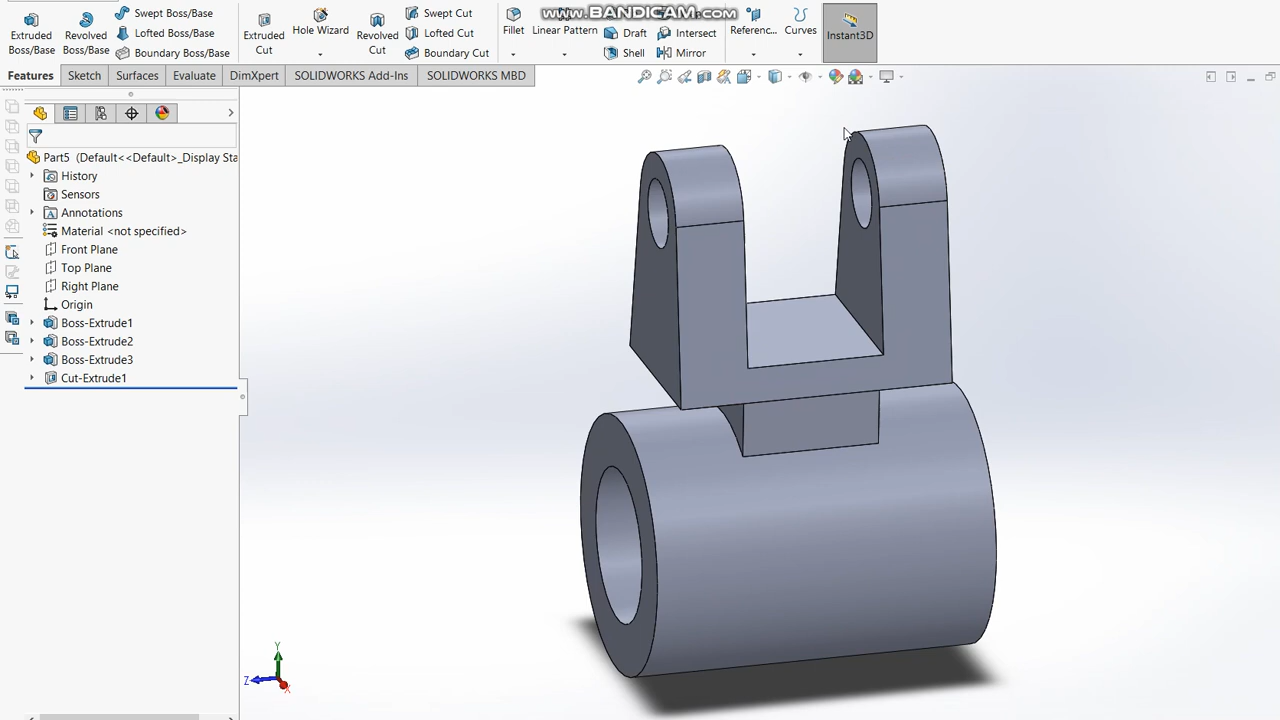 www.BANDICAM.com
Extruded Boss/Base
Revolved Boss/Base
Swept Boss/Base
Lofted Boss/Base
Boundary Boss/Base
Extruded Cut
Hole Wizard
Revolved Cut
Swept Cut
Lofted Cut
Boundary Cut
Fillet
Linear Pattern
Draft
Shell
Intersect
Mirror
Referenc...
Curves
Instant3D
Features
Sketch
Surfaces
Evaluate
DimXpert
SOLIDWORKS Add-Ins
SOLIDWORKS MBD
Part5 (Default<<Default>_Display Sta
History
Sensors
Annotations
Material <not specified>
Front Plane
Top Plane
Right Plane
Origin
Boss-Extrude1
Boss-Extrude2
Boss-Extrude3
Cut-Extrude1
Y
Z
X